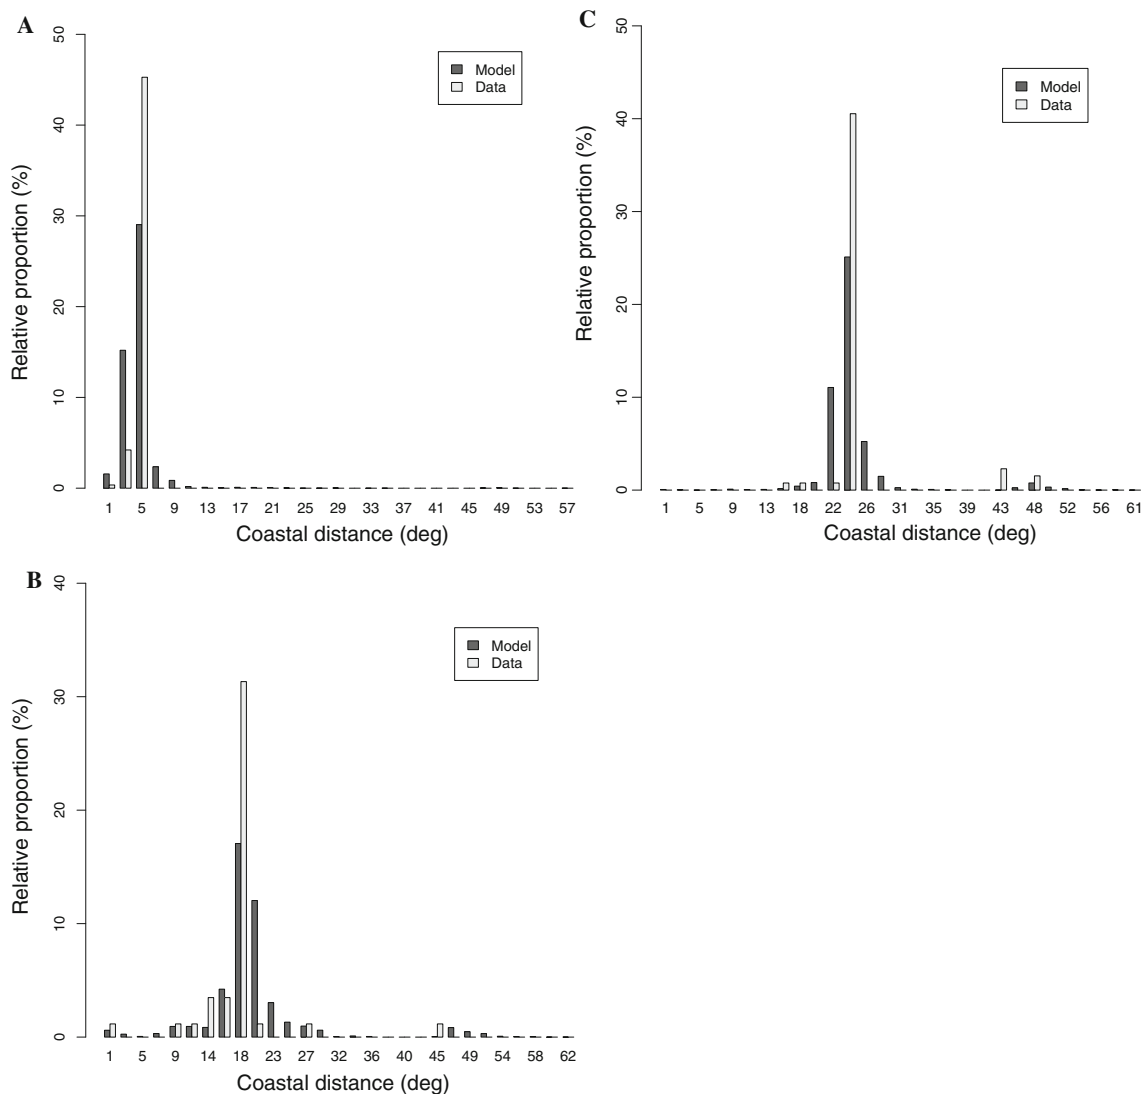 A
Relative proportion (%)
50
40
30
20
10
0
Model
Data
1 5 9 13 17 21 25 29 33 37 41 45 49 53 57
Coastal distance (deg)
C
Relative proportion (%)
50
40
30
20
10
0
Model
Data
1 5 9 13 18 22 26 31 35 39 43 48 52 56 61
Coastal distance (deg)
B
Relative proportion (%)
40
30
20
10
0
Model
Data
1 5 9 14 18 23 27 32 36 40 45 49 54 58 62
Coastal distance (deg)